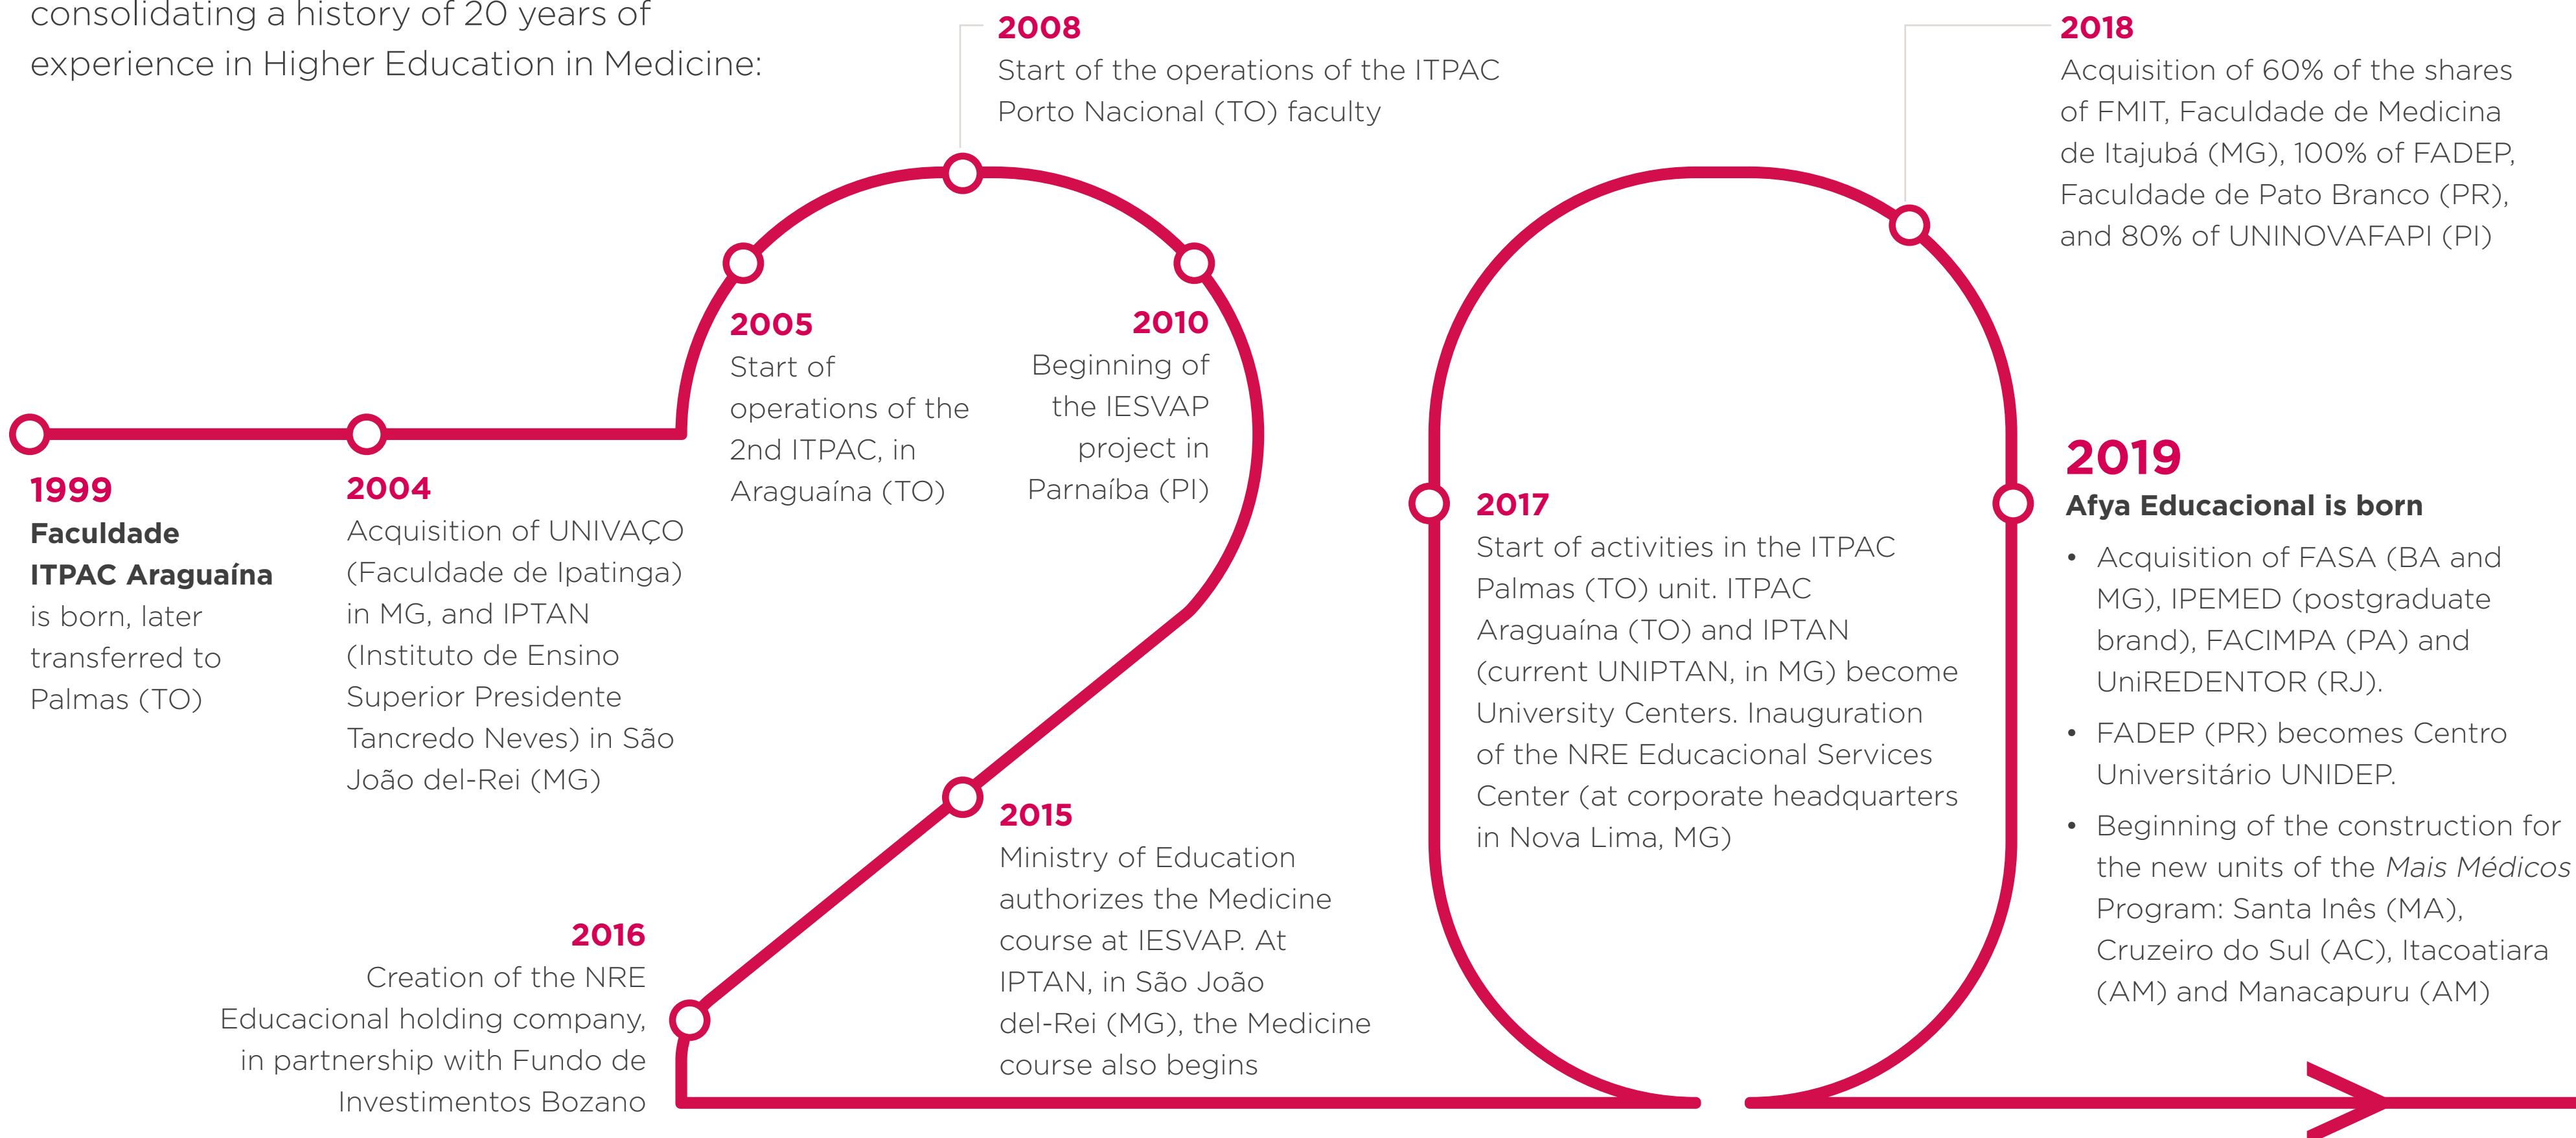 consolidating a history of 20 years of
experience in Higher Education in Medicine:
1999
Faculdade
ITPAC Araguaína
is born, later
transferred to
Palmas (TO)
2004
Acquisition of UNIVAÇO
(Faculdade de Ipatinga)
in MG, and IPTAN
(Instituto de Ensino
Superior Presidente
Tancredo Neves) in São
João del-Rei (MG)
2005
Start of
operations of the
2nd ITPAC, in
Araguaína (TO)
2008
Start of the operations of the ITPAC
Porto Nacional (TO) faculty
2010
Beginning of
the IESVAP
project in
Parnaíba (PI)
2015
Ministry of Education
authorizes the Medicine
course at IESVAP. At
IPTAN, in São João
del-Rei (MG), the Medicine
course also begins
2016
Creation of the NRE
Educacional holding company,
in partnership with Fundo de
Investimentos Bozano
2017
Start of activities in the ITPAC
Palmas (TO) unit. ITPAC
Araguaína (TO) and IPTAN
(current UNIPTAN, in MG) become
University Centers. Inauguration
of the NRE Educacional Services
Center (at corporate headquarters
in Nova Lima, MG)
2018
Acquisition of 60% of the shares
of FMIT, Faculdade de Medicina
de Itajubá (MG), 100% of FADEP,
Faculdade de Pato Branco (PR),
and 80% of UNINOVAFAPI (PI)
2019
Afya Educacional is born
• Acquisition of FASA (BA and
MG), IPEMED (postgraduate
brand), FACIMPA (PA) and
UniREDENTOR (RJ).
• FADEP (PR) becomes Centro
Universitário UNIDEP.
• Beginning of the construction for
the new units of the Mais Médicos
Program: Santa Inês (MA),
Cruzeiro do Sul (AC), Itacoatiara
(AM) and Manacapuru (AM)